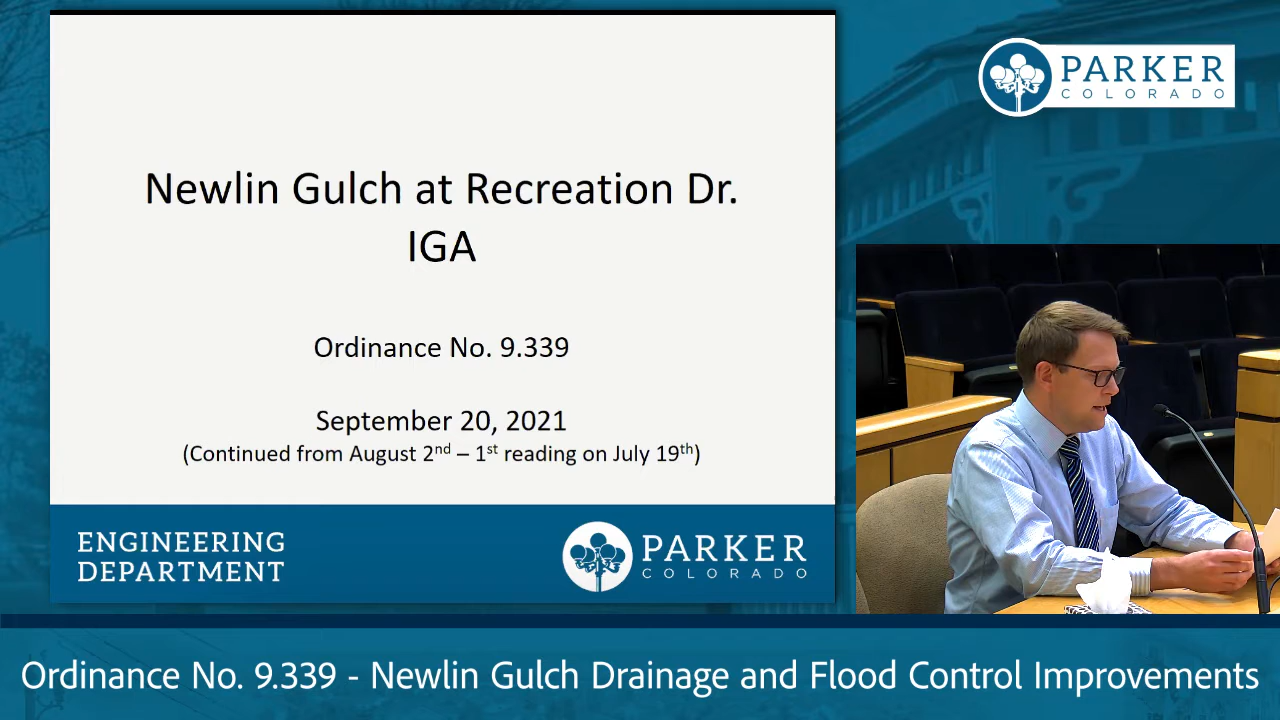 Newlin Gulch at Recreation Dr.
IGA
Ordinance No. 9.339
September 20, 2021
(Continued from August 2nd – 1st reading on July 19th)
ENGINEERING
DEPARTMENT
PARKER
COLORADO
PARKER
COLORADO
Ordinance No. 9.339 - Newlin Gulch Drainage and Flood Control Improvements